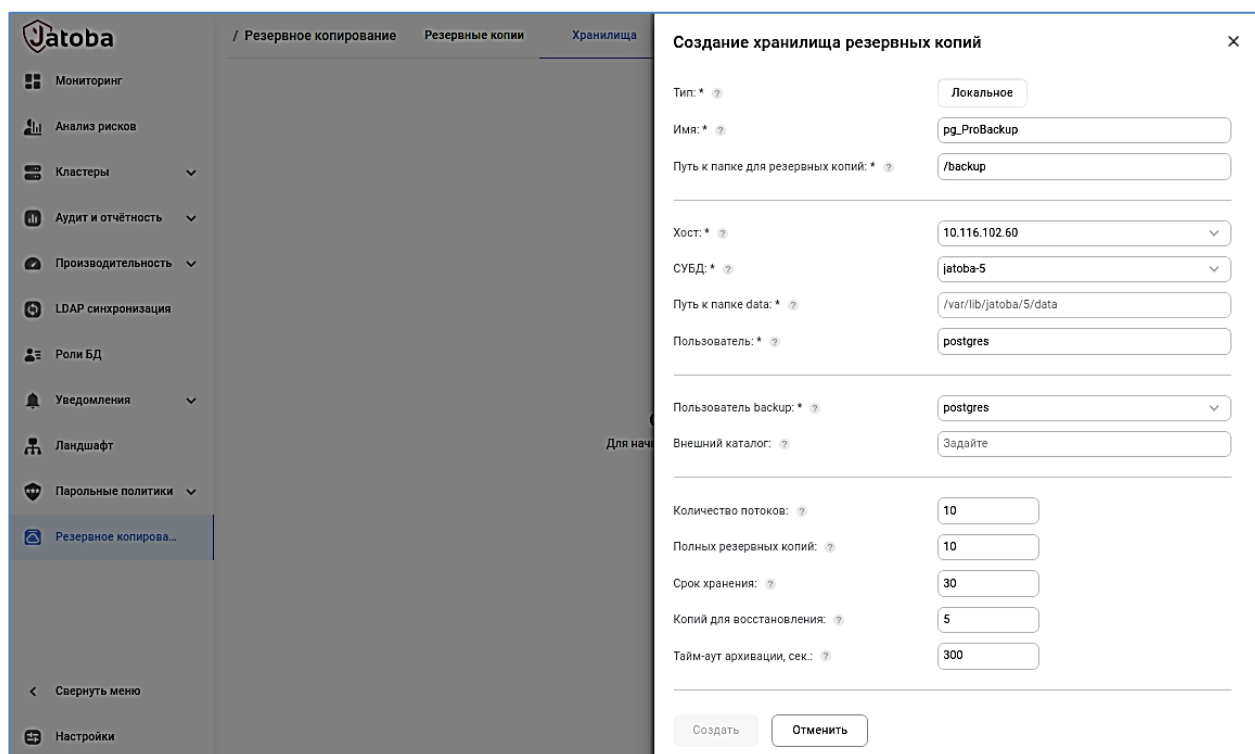 Jatoba
Мониторинг
Анализ рисков
Кластеры
Аудит и отчётность
Производительность
LDAP синхронизация
Роли БД
Уведомления
Ландшафт
Парольные политики
Резервное копирова...
Свернуть меню
Настройки
/ Резервное копирование Резервные копии Хранилища
Для нач
Создание хранилища резервных копий
Тип: * ? Локальное
Имя: * ? pg_ProBackup
Путь к папке для резервных копий: * ? /backup
Хост: * ? 10.116.102.60
СУБД: * ? jatoba-5
Путь к папке data: * ? /var/lib/jatoba/5/data
Пользователь: * ? postgres
Пользователь backup: * ? postgres
Внешний каталог: ? Задайте
Количество потоков: ? 10
Полных резервных копий: ? 10
Срок хранения: ? 30
Копий для восстановления: ? 5
Тайм-аут архивации, сек.: ? 300
Создать Отменить